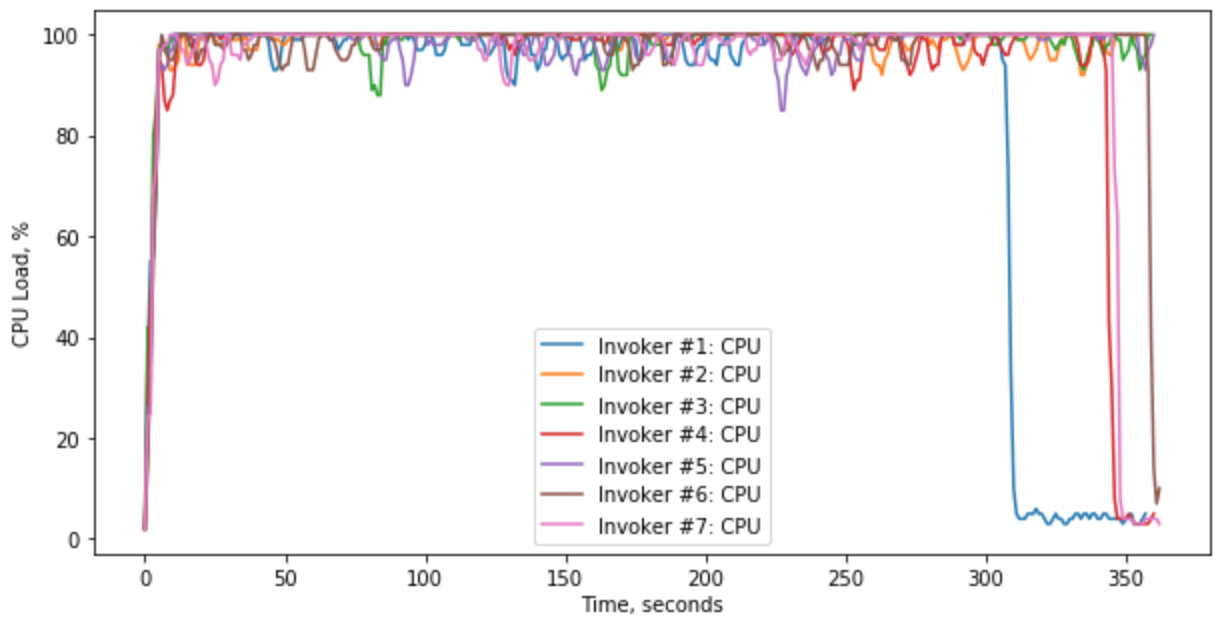 CPU Load, %
100
80
60
40
20
0
Invoker #1: CPU
Invoker #2: CPU
Invoker #3: CPU
Invoker #4: CPU
Invoker #5: CPU
Invoker #6: CPU
Invoker #7: CPU
0 50 100 150 200 250 300 350
Time, seconds